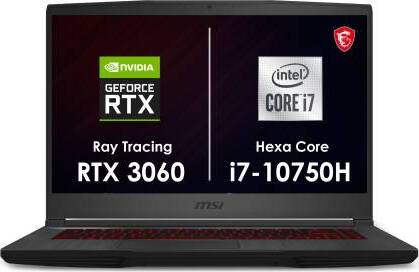 NVIDIA
GEFORCE
RTX
Ray Tracing
RTX 3060
intel
CORE i7
Hexa Core
i7-10750H
msi